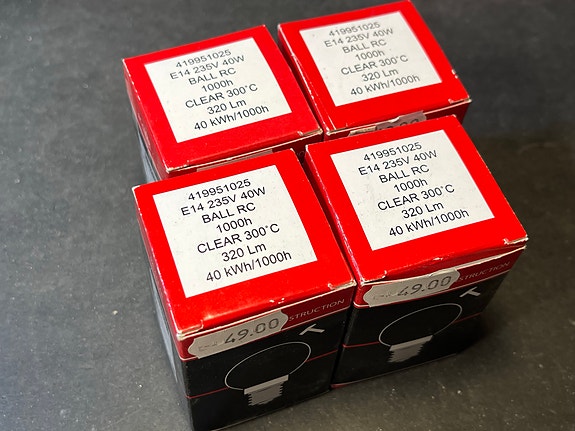 419951025
E14 235V 40W
BALL RC
1000h
CLEAR 300°C
320 Lm
40 kWh/1000h
419951025
E14 235V 40W
BALL RC
1000h
CLEAR 300°C
320 Lm
40 kWh/1000h
419951025
E14 235V 40W
BALL RC
1000h
CLEAR 300°C
320 Lm
40 kWh/1000h
49.00
STRUCTION
419951025
E14 235V 40W
BALL RC
1000h
CLEAR 300°C
320 Lm
40 kWh/1000h
49.00
STRUCTION